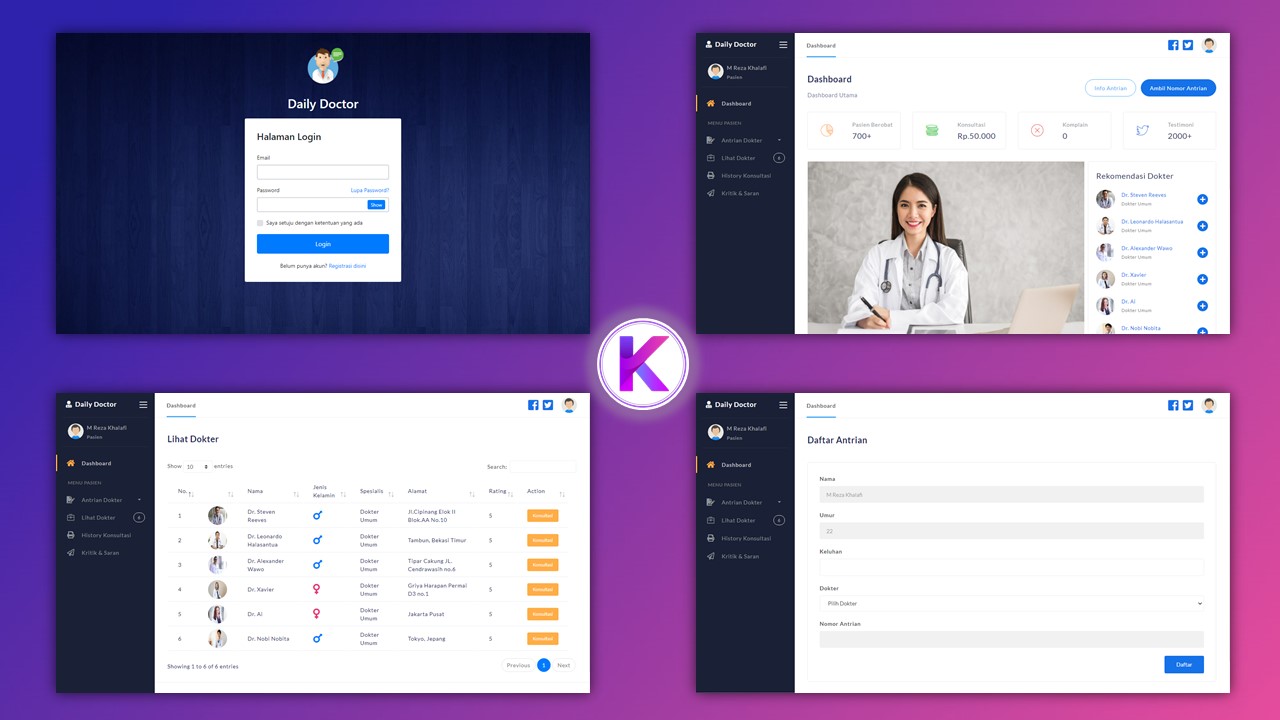 Daily Doctor
Halaman Login
Email
Password Lupa Password?
Show
Saya setuju dengan ketentuan yang ada
Login
Belum punya akun? Registrasi disini
Daily Doctor
M Reza Khalafi
Pasien
Dashboard
MENU PASIEN
Antrian Dokter
Lihat Dokter 6
History Konsultasi
Kritik & Saran
Dashboard
Dashboard
Dashboard Utama
Info Antrian Ambil Nomor Antrian
Pasien Berobat
700+
Konsultasi
Rp.50.000
Komplain
0
Testimoni
2000+
Rekomendasi Dokter
Dr. Steven Reeves
Dokter Umum
Dr. Leonardo Halasantua
Dokter Umum
Dr. Alexander Wawo
Dokter Umum
Dr. Xavier
Dokter Umum
Dr. Ai
Dokter Umum
Dr. Nobi Nobita
K
Daily Doctor
M Reza Khalafi
Pasien
Dashboard
MENU PASIEN
Antrian Dokter
Lihat Dokter 6
History Konsultasi
Kritik & Saran
Dashboard
Lihat Dokter
Show 10 entries Search:
No. Nama Jenis Kelamin Spesialis Alamat Rating Action
1 Dr. Steven Reeves Dokter Umum Jl.Cipinang Elok II Blok.AA No.10 5 Konsultasi
2 Dr. Leonardo Halasantua Dokter Umum Tambun, Bekasi Timur 5 Konsultasi
3 Dr. Alexander Wawo Dokter Umum Tipar Cakung JL. Cendrawasih no.6 5 Konsultasi
4 Dr. Xavier Dokter Umum Griya Harapan Permai D3 no.1 5 Konsultasi
5 Dr. Ai Dokter Umum Jakarta Pusat 5 Konsultasi
6 Dr. Nobi Nobita Dokter Umum Tokyo, Jepang 5 Konsultasi
Showing 1 to 6 of 6 entries Previous 1 Next
Daily Doctor
M Reza Khalafi
Pasien
Dashboard
MENU PASIEN
Antrian Dokter
Lihat Dokter 6
History Konsultasi
Kritik & Saran
Dashboard
Daftar Antrian
Nama
M Reza Khalafi
Umur
22
Keluhan
Dokter
Pilih Dokter
Nomor Antrian
Daftar